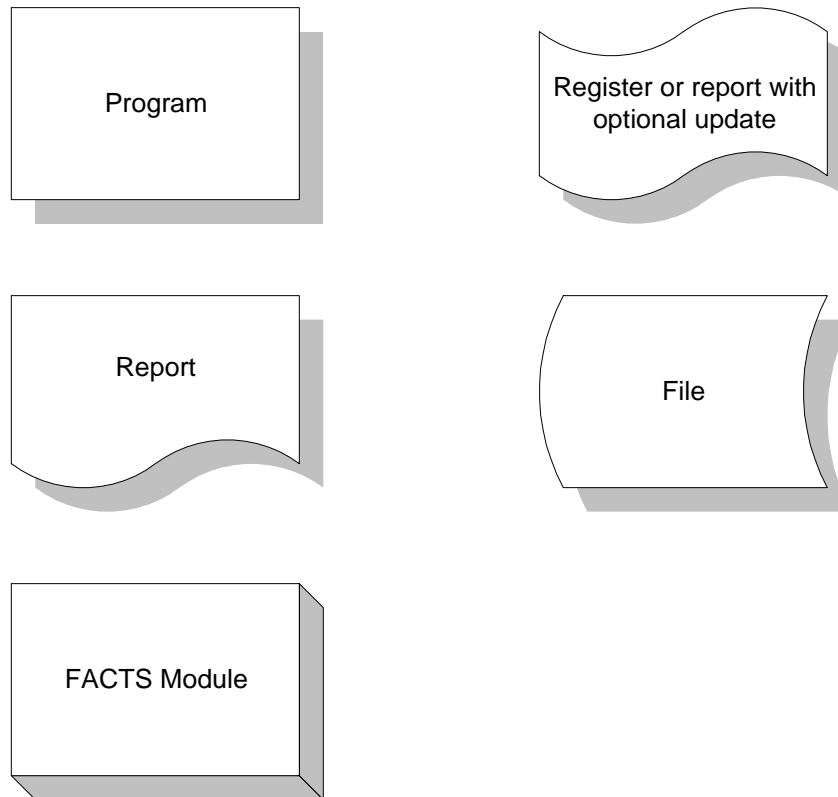 Program
Register or report with
optional update
Report
File
FACTS Module